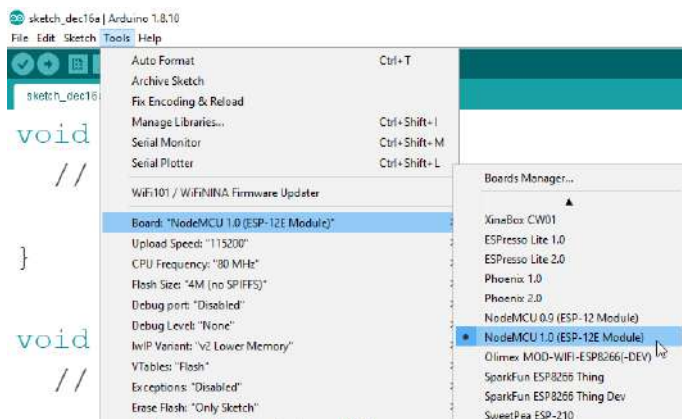 sketch_dec16a | Arduino 1.8.10
File Edit Sketch Tools Help
sketch_dec16
void
//
}
void
//
Auto Format Ctrl+T
Archive Sketch
Fix Encoding & Reload
Manage Libraries... Ctrl+Shift+I
Serial Monitor Ctrl+Shift+M
Serial Plotter Ctrl+Shift+L
WiFi101 / WiFiNINA Firmware Updater
Board: "NodeMCU 1.0 (ESP-12E Module)"
Upload Speed: "115200"
CPU Frequency: "80 MHz"
Flash Size: "4M (no SPIFFS)"
Debug port: "Disabled"
Debug Level: "None"
lwIP Variant: "v2 Lower Memory"
VTables: "Flash"
Exceptions: "Disabled"
Erase Flash: "Only Sketch"
Boards Manager...
XinaBox CW01
ESPresso Lite 1.0
ESPresso Lite 2.0
Phoenix 1.0
Phoenix 2.0
NodeMCU 0.9 (ESP-12 Module)
NodeMCU 1.0 (ESP-12E Module)
Olimex MOD-WIFI-ESP8266(-DEV)
SparkFun ESP8266 Thing
SparkFun ESP8266 Thing Dev
SweetPea ESP-210